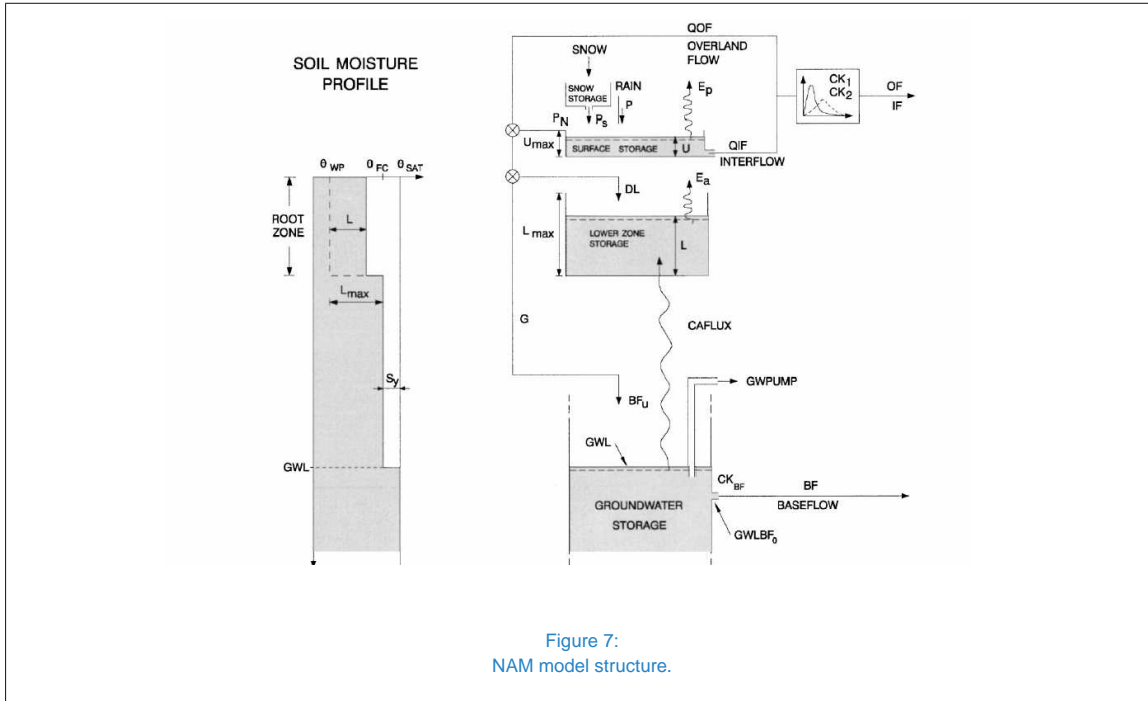 SOIL MOISTURE
PROFILE
θWP
θFC
θSAT
ROOT
ZONE
L
Lmax
Sy
GWL
QOF
OVERLAND
FLOW
SNOW
SNOW
STORAGE
RAIN
P
Ps
PN
Ep
Umax
SURFACE STORAGE
U
QIF
INTERFLOW
CK1
CK2
OF
IF
DL
Ea
Lmax
LOWER ZONE
STORAGE
L
G
CAFLUX
BFu
GWPUMP
GWL
CKBF
BF
BASEFLOW
GROUNDWATER
STORAGE
GWLBF0
Figure 7:
NAM model structure.